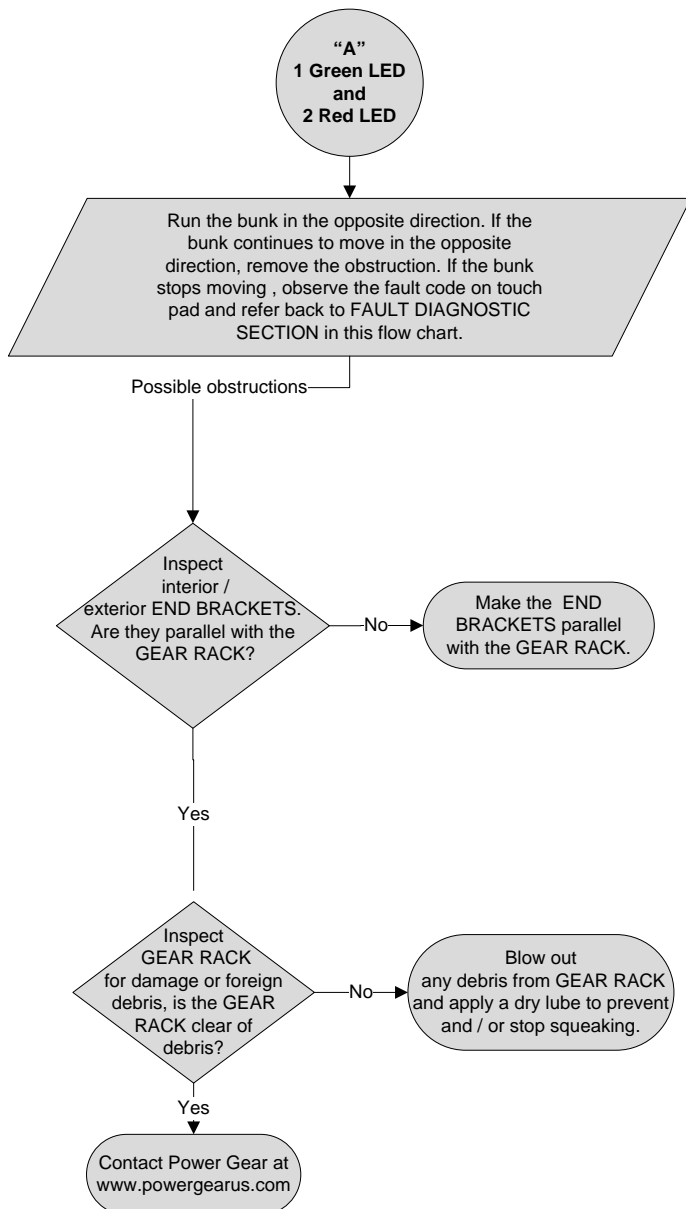 “A”
1 Green LED
and
2 Red LED
Run the bunk in the opposite direction. If the
bunk continues to move in the opposite
direction, remove the obstruction. If the bunk
stops moving , observe the fault code on touch
pad and refer back to FAULT DIAGNOSTIC
SECTION in this flow chart.
Possible obstructions
Inspect
interior /
exterior END BRACKETS.
Are they parallel with the
GEAR RACK?
No
Make the END
BRACKETS parallel
with the GEAR RACK.
Yes
Inspect
GEAR RACK
for damage or foreign
debris, is the GEAR
RACK clear of
debris?
No
Blow out
any debris from GEAR RACK
and apply a dry lube to prevent
and / or stop squeaking.
Yes
Contact Power Gear at
www.powergearus.com